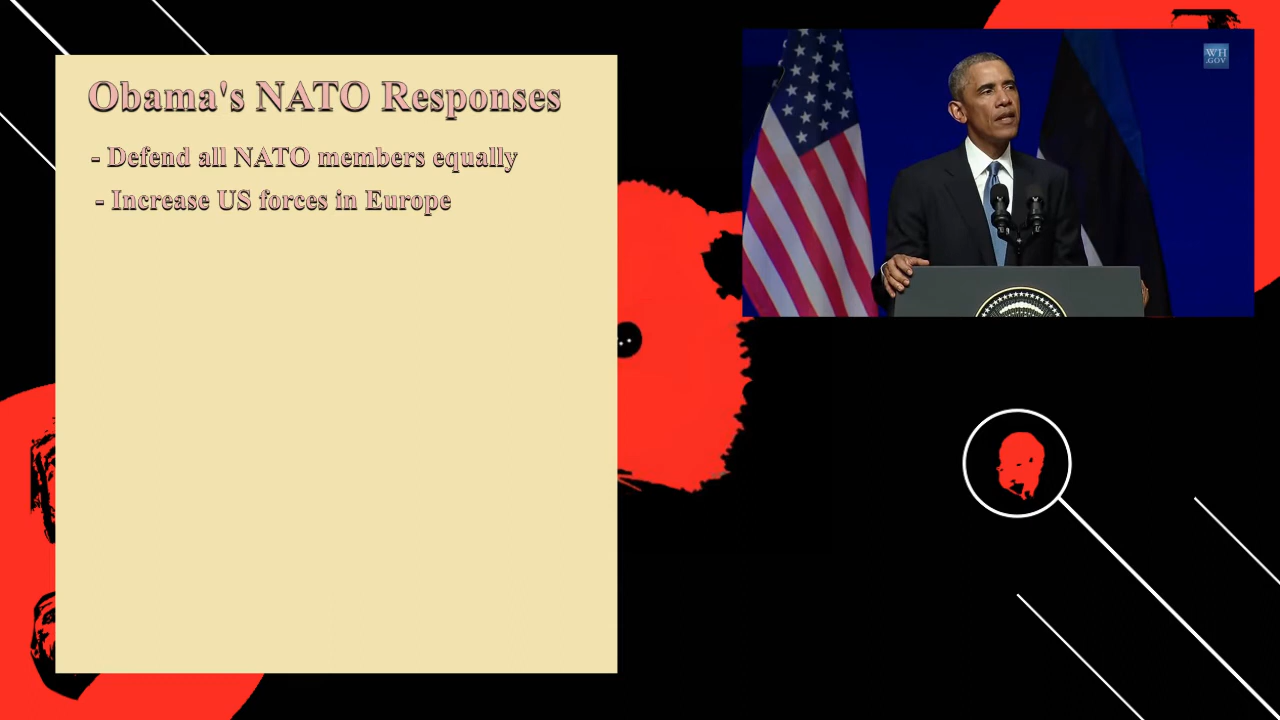 Obama's NATO Responses
- Defend all NATO members equally
- Increase US forces in Europe
WH
.GOV